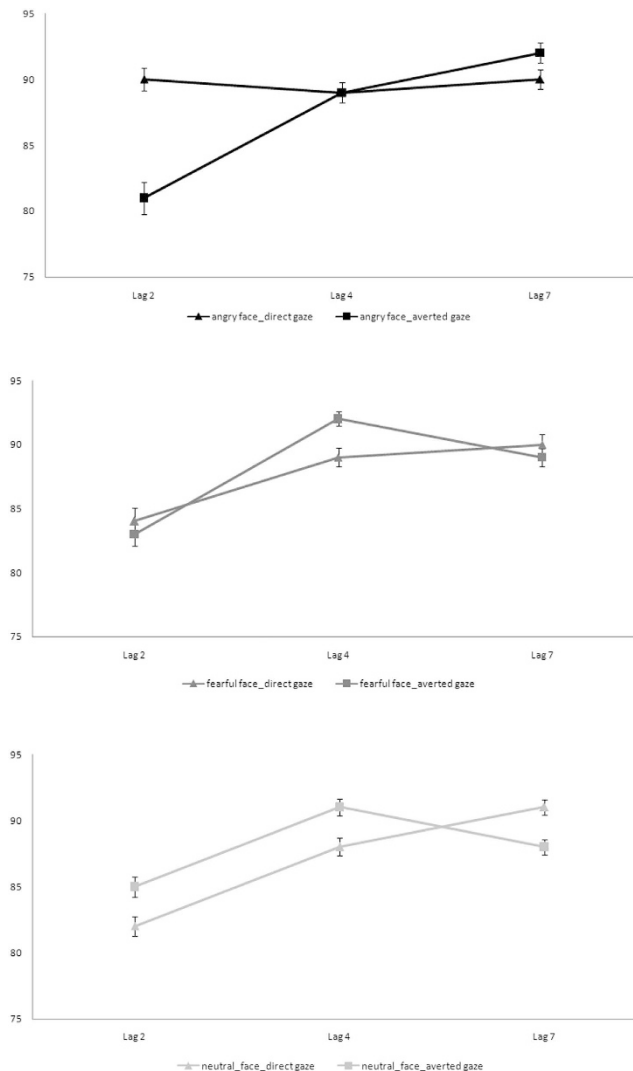 95
90
85
80
75
Lag 2 Lag 4 Lag 7
angry face_direct gaze angry face_averted gaze
95
90
85
80
75
Lag 2 Lag 4 Lag 7
fearful face_direct gaze fearful face_averted gaze
95
90
85
80
75
Lag 2 Lag 4 Lag 7
neutral_face_direct gaze neutral_face_averted gaze